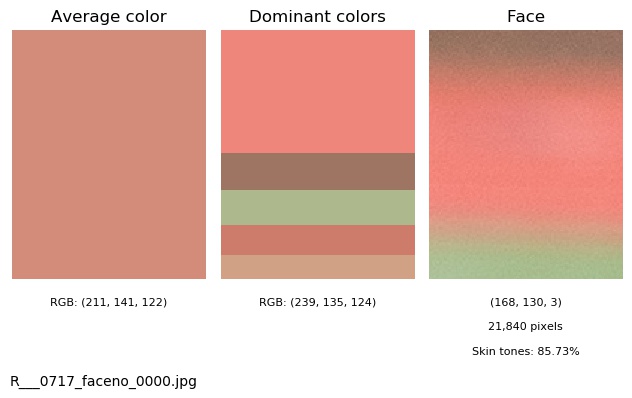 Average color
Dominant colors
Face
RGB: (211, 141, 122)
RGB: (239, 135, 124)
(168, 130, 3)
21,840 pixels
Skin tones: 85.73%
R___0717_faceno_0000.jpg